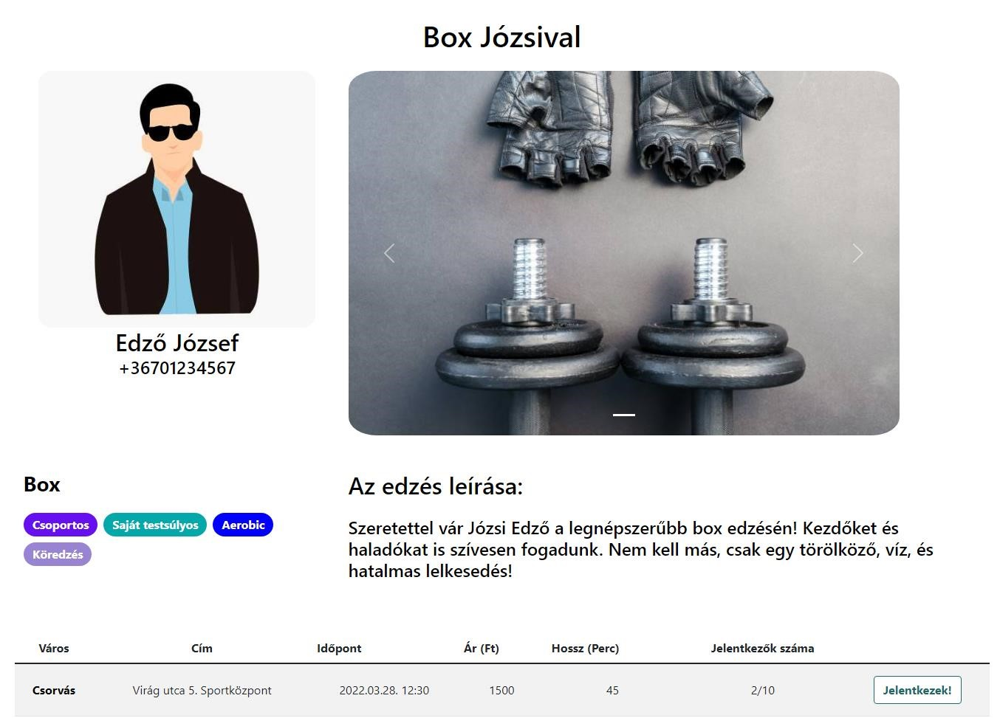 Box Józsival
Edző József
+36701234567
Box
Csoportos Saját testsúlyos Aerobic
Köredzés
Az edzés leírása:
Szeretettel vár Józsi Edző a legnépszerűbb box edzésén! Kezdőket és
haladókat is szívesen fogadunk. Nem kell más, csak egy törölköző, víz, és
hatalmas lelkesedés!
Város Cím Időpont Ár (Ft) Hossz (Perc) Jelentkezők száma
Csorvás Virág utca 5. Sportközpont 2022.03.28. 12:30 1500 45 2/10 Jelentkezek!